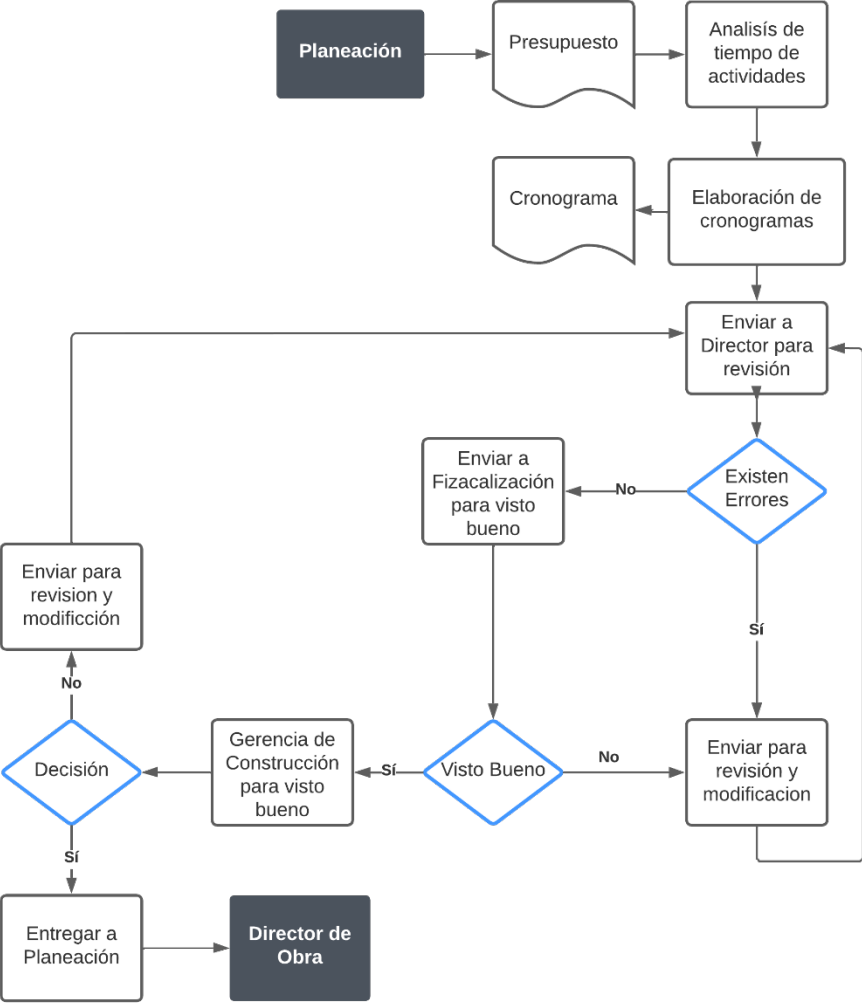 Planeación
Presupuesto
Analisís de
tiempo de
actividades
Cronograma
Elaboración de
cronogramas
Enviar a
Director para
revisión
Existen
Errores
No
Enviar a
Fizacalización
para visto
bueno
Sí
Enviar para
revision y
modificción
No
Decisión
Gerencia de
Construcción
para visto
bueno
Sí
Visto Bueno
No
Enviar para
revisión y
modificacion
Sí
Entregar a
Planeación
Director de
Obra